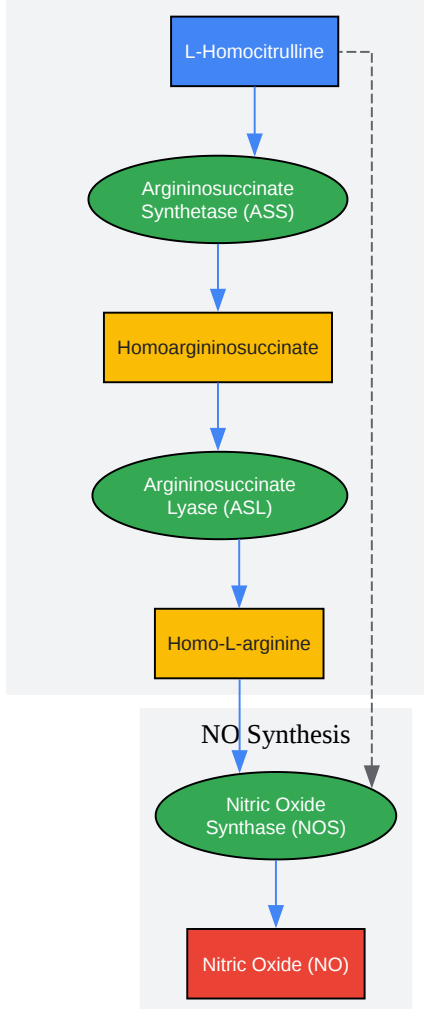 L-Homocitrulline
Argininosuccinate
Synthetase (ASS)
Homoargininosuccinate
Argininosuccinate
Lyase (ASL)
Homo-L-arginine
NO Synthesis
Nitric Oxide
Synthase (NOS)
Nitric Oxide (NO)